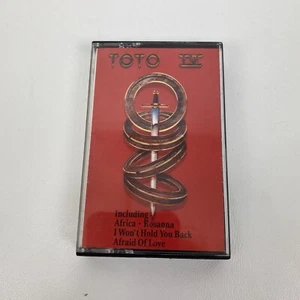 TOTO IV
Including
Africa - Rosanna
I Won't Hold You Back
Afraid Of Love